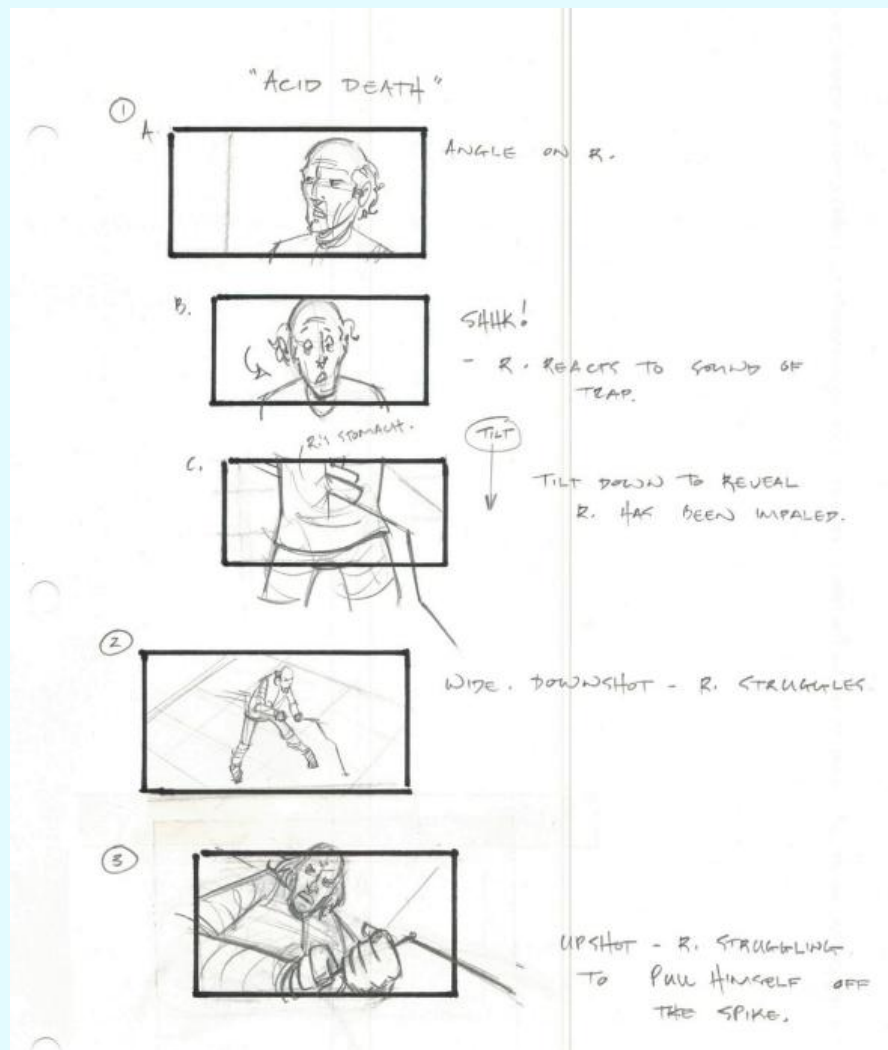 "ACID DEATH"
①
A.
ANGLE ON R.
B.
SHHK!
- R. REACTS TO SOUND OF
TRAP.
R.'S STOMACH.
TILT
C.
TILT DOWN TO REVEAL
R. HAS BEEN IMPALED.
②
WIDE. DOWNSHOT - R. STRUGGLES
③
UPSHOT - R. STRUGGLING
TO PULL HIMSELF OFF
THE SPIKE.